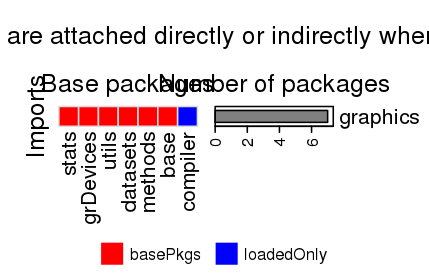 are attached directly or indirectly when
Base packages
Number of packages
Imports
graphics
stats
grDevices
utils
datasets
methods
base
compiler
0
2
4
6
basePkgs
loadedOnly